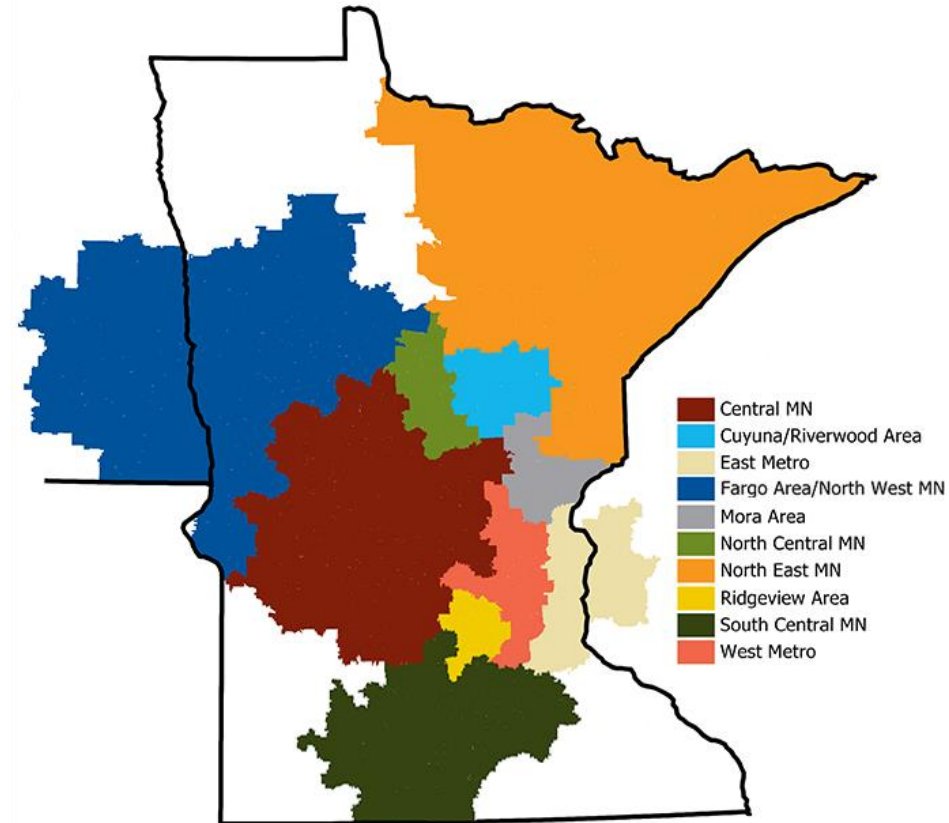 Central MN
Cuyuna/Riverwood Area
East Metro
Fargo Area/North West MN
Mora Area
North Central MN
North East MN
Ridgeview Area
South Central MN
West Metro